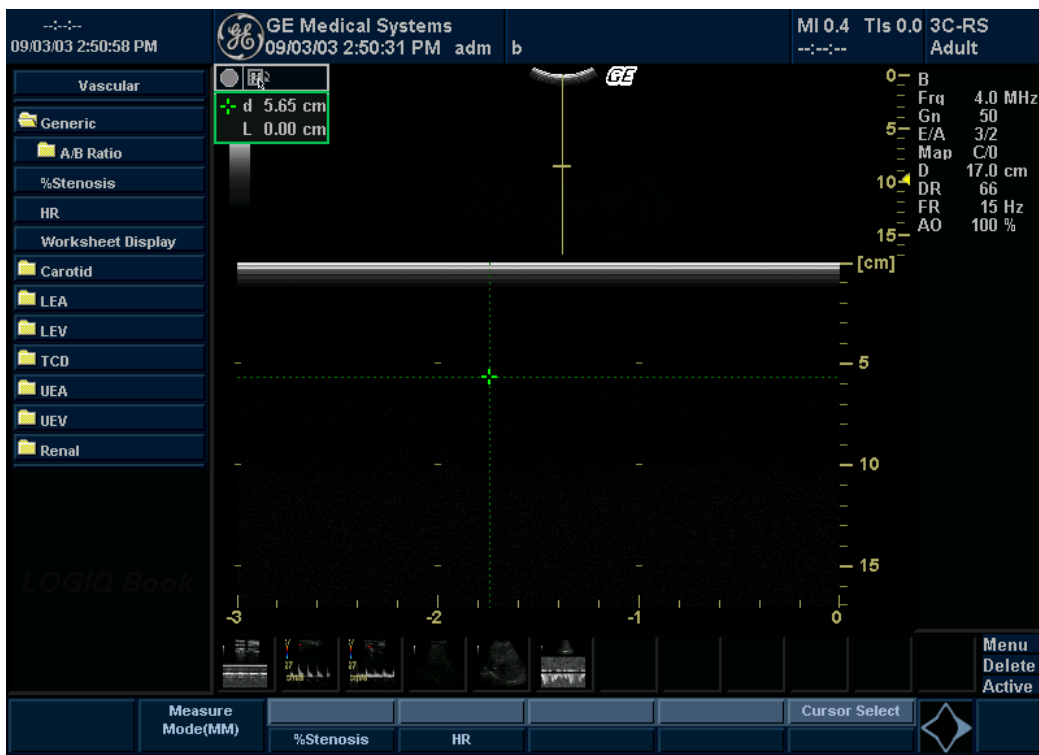 --:--:--
09/03/03 2:50:58 PM
GE Medical Systems
09/03/03 2:50:31 PM adm b
MI 0.4 TIs 0.0 3C-RS
--:--:-- Adult
Vascular
Generic
A/B Ratio
%Stenosis
HR
Worksheet Display
Carotid
LEA
LEV
TCD
UEA
UEV
Renal
LOGIQ Book
d 5.65 cm
L 0.00 cm
GE
0
5
10
15
[cm]
B
Frq 4.0 MHz
Gn 50
E/A 3/2
Map C/0
D 17.0 cm
DR 66
FR 15 Hz
AO 100 %
5
10
15
-3 -2 -1 0
Menu
Delete
Active
Measure
Mode(MM)
%Stenosis HR
Cursor Select